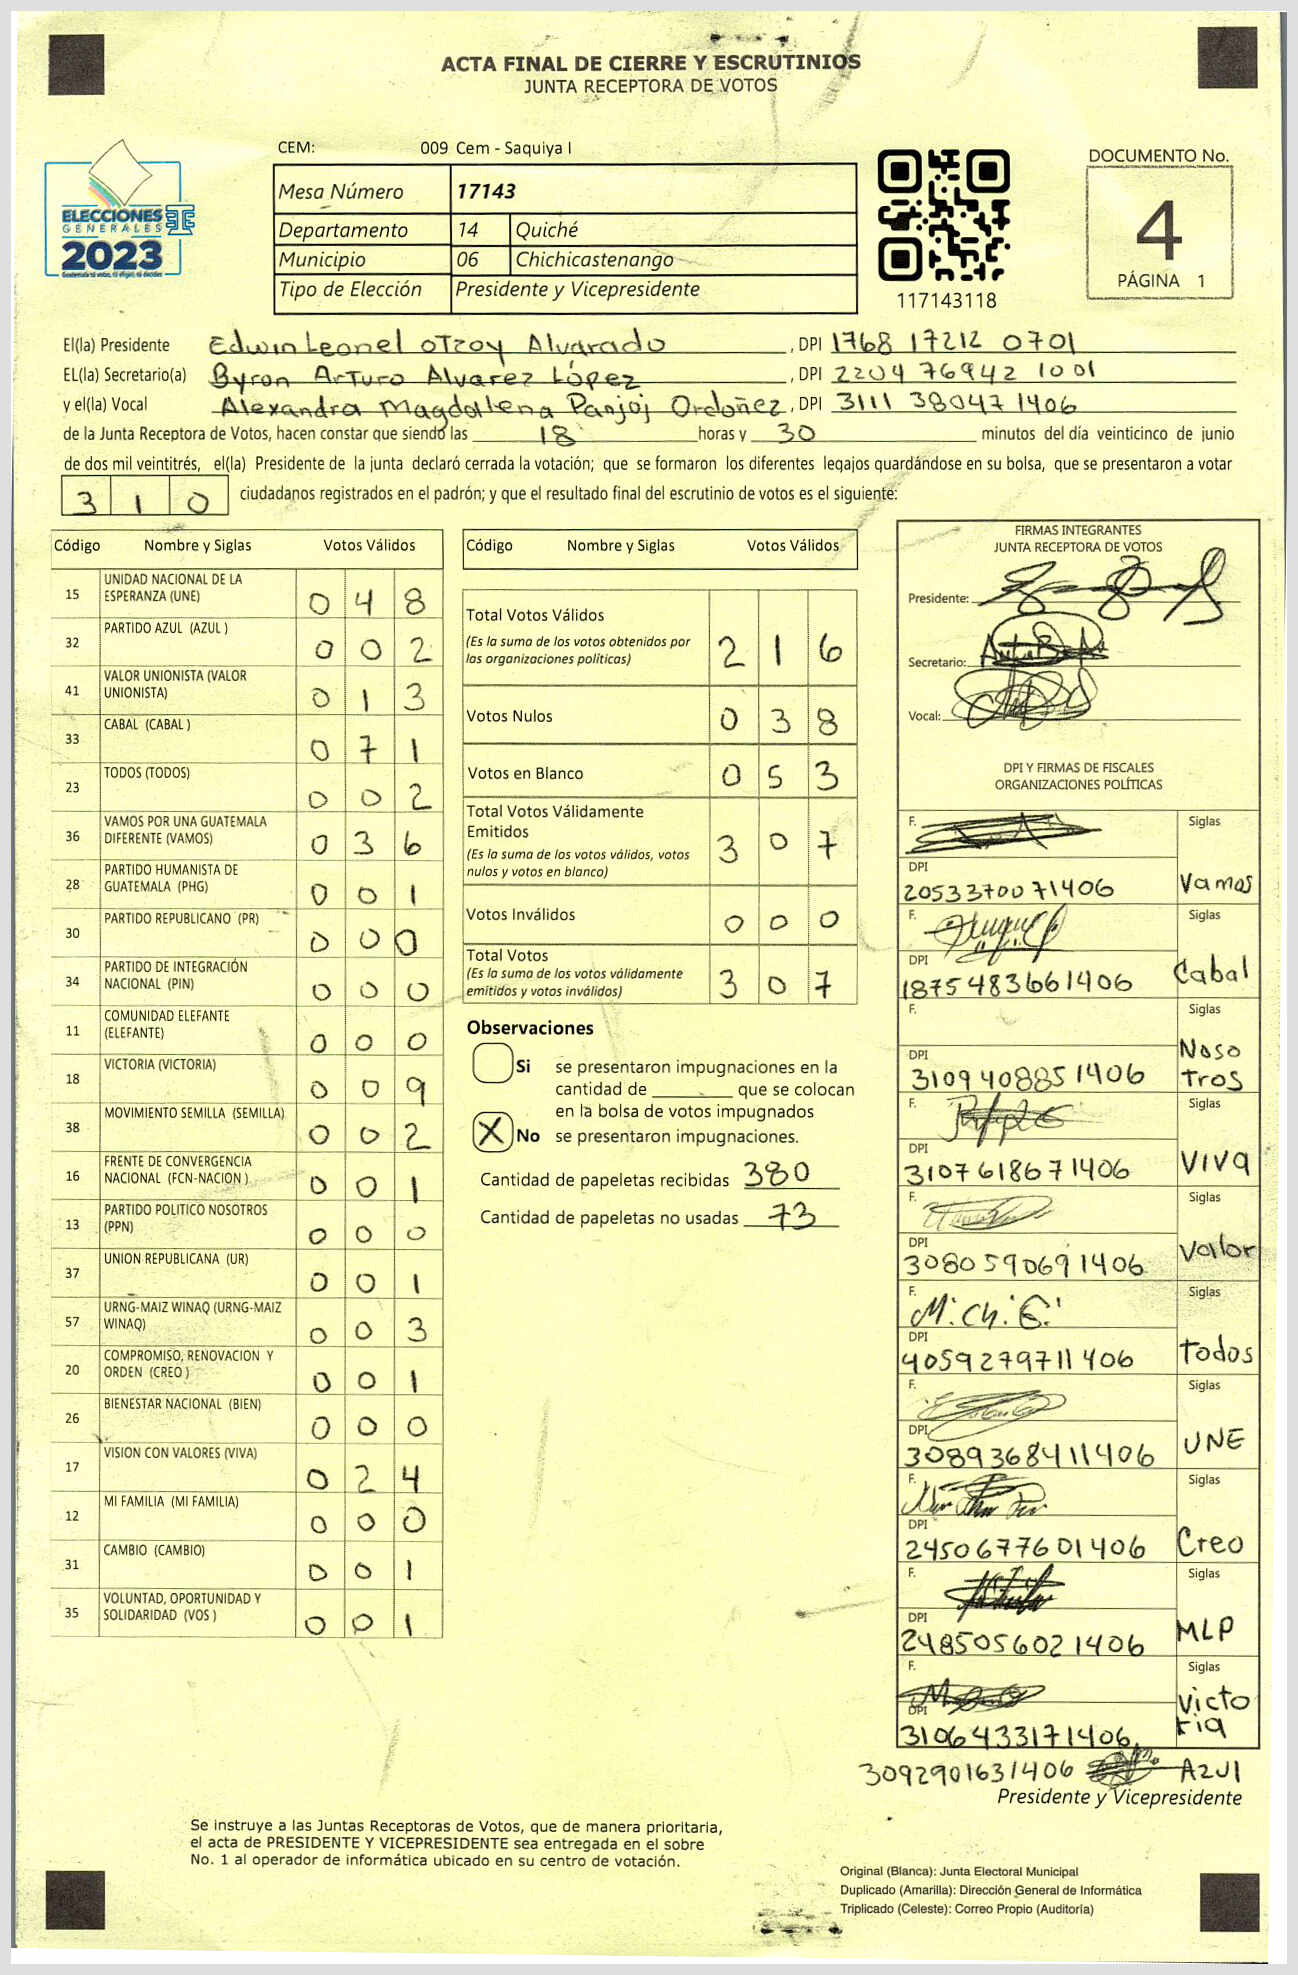 ACTA FINAL DE CIERRE Y ESCRUTINIOS
JUNTA RECEPTORA DE VOTOS
CEM: 009 Cem - Saquiya I
Mesa Número 17143
Departamento 14 Quiché
Municipio 06 Chichicastenango
Tipo de Elección Presidente y Vicepresidente
ELECCIONES
GENERALES
2023
117143118
DOCUMENTO No.
4
PÁGINA 1
El(la) Presidente Edwin Leonel OTzoy Alvarado , DPI 1768 17212 0701
EL(la) Secretario(a) Byron ArTuro Alvarez López , DPI 2204 76942 1001
y el(la) Vocal Alexandra Magdalena Panjoj Ordoñez , DPI 3111 38047 1406
de la Junta Receptora de Votos, hacen constar que siendo las 18 horas y 30 minutos del día veinticinco de junio
de dos mil veintitrés, el(la) Presidente de la junta declaró cerrada la votación; que se formaron los diferentes legajos guardándose en su bolsa, que se presentaron a votar
3 1 0 ciudadanos registrados en el padrón; y que el resultado final del escrutinio de votos es el siguiente:
Código Nombre y Siglas Votos Válidos
15 UNIDAD NACIONAL DE LA ESPERANZA (UNE) 0 4 8
32 PARTIDO AZUL (AZUL ) 0 0 2
41 VALOR UNIONISTA (VALOR UNIONISTA) 0 1 3
33 CABAL (CABAL ) 0 7 1
23 TODOS (TODOS) 0 0 2
36 VAMOS POR UNA GUATEMALA DIFERENTE (VAMOS) 0 3 6
28 PARTIDO HUMANISTA DE GUATEMALA (PHG) 0 0 1
30 PARTIDO REPUBLICANO (PR) 0 0 0
34 PARTIDO DE INTEGRACIÓN NACIONAL (PIN) 0 0 0
11 COMUNIDAD ELEFANTE (ELEFANTE) 0 0 0
18 VICTORIA (VICTORIA) 0 0 9
38 MOVIMIENTO SEMILLA (SEMILLA) 0 0 2
16 FRENTE DE CONVERGENCIA NACIONAL (FCN-NACION ) 0 0 1
13 PARTIDO POLITICO NOSOTROS (PPN) 0 0 0
37 UNION REPUBLICANA (UR) 0 0 1
57 URNG-MAIZ WINAQ (URNG-MAIZ WINAQ) 0 0 3
20 COMPROMISO, RENOVACION Y ORDEN (CREO ) 0 0 1
26 BIENESTAR NACIONAL (BIEN) 0 0 0
17 VISION CON VALORES (VIVA) 0 2 4
12 MI FAMILIA (MI FAMILIA) 0 0 0
31 CAMBIO (CAMBIO) 0 0 1
35 VOLUNTAD, OPORTUNIDAD Y SOLIDARIDAD (VOS ) 0 0 1
Código Nombre y Siglas Votos Válidos
Total Votos Válidos
(Es la suma de los votos obtenidos por
las organizaciones políticas) 2 1 6
Votos Nulos 0 3 8
Votos en Blanco 0 5 3
Total Votos Válidamente
Emitidos
(Es la suma de los votos válidos, votos
nulos y votos en blanco) 3 0 7
Votos Inválidos 0 0 0
Total Votos
(Es la suma de los votos válidamente
emitidos y votos inválidos) 3 0 7
Observaciones
Si se presentaron impugnaciones en la
cantidad de ________ que se colocan
en la bolsa de votos impugnados
X No se presentaron impugnaciones.
Cantidad de papeletas recibidas 380
Cantidad de papeletas no usadas 73
FIRMAS INTEGRANTES
JUNTA RECEPTORA DE VOTOS
Presidente:
Secretario:
Vocal:
DPI Y FIRMAS DE FISCALES
ORGANIZACIONES POLÍTICAS
F. Siglas
DPI 2053370071406 Vamos
F. Siglas
DPI 1875483661406 Cabal
F. Siglas
DPI 3109408851406 Noso tros
F. Siglas
DPI 3107618671406 VIVA
F. Siglas
DPI 3080590691406 Valor
F. M. Ch. E. Siglas
DPI 4059279711406 Todos
F. Siglas
DPI 3089368411406 UNE
F. Siglas
DPI 2450677601406 Creo
F. Siglas
DPI 2485056021406 MLP
F. Siglas
DPI 3106433171406 Victo ria
3092901631406 AZUl
Presidente y Vicepresidente
Se instruye a las Juntas Receptoras de Votos, que de manera prioritaria,
el acta de PRESIDENTE Y VICEPRESIDENTE sea entregada en el sobre
No. 1 al operador de informática ubicado en su centro de votación.
Original (Blanca): Junta Electoral Municipal
Duplicado (Amarilla): Dirección General de Informática
Triplicado (Celeste): Correo Propio (Auditoría)